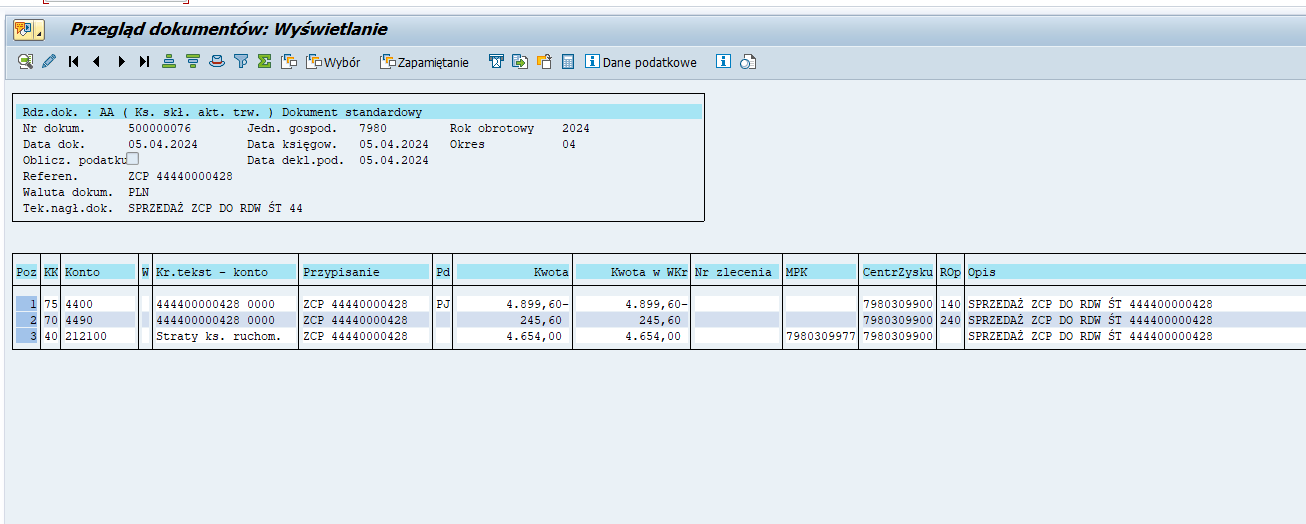 Przegląd dokumentów: Wyświetlanie
Wybór Zapamiętanie Dane podatkowe
Rdz.dok. : AA ( Ks. skł. akt. trw. ) Dokument standardowy
Nr dokum. 500000076 Jedn. gospod. 7980 Rok obrotowy 2024
Data dok. 05.04.2024 Data księgow. 05.04.2024 Okres 04
Oblicz. podatku Data dekl.pod. 05.04.2024
Referen. ZCP 44440000428
Waluta dokum. PLN
Tek.nagł.dok. SPRZEDAŻ ZCP DO RDW ŚT 44
Poz KK Konto W Kr.tekst - konto Przypisanie Pd Kwota Kwota w WKr Nr zlecenia MPK CentrZysku ROp Opis
1 75 4400 444400000428 0000 ZCP 44440000428 PJ 4.899,60- 4.899,60- 7980309900 140 SPRZEDAŻ ZCP DO RDW ŚT 444400000428
2 70 4490 444400000428 0000 ZCP 44440000428 245,60 245,60 7980309900 240 SPRZEDAŻ ZCP DO RDW ŚT 444400000428
3 40 212100 Straty ks. ruchom. ZCP 44440000428 4.654,00 4.654,00 7980309977 7980309900 SPRZEDAŻ ZCP DO RDW ŚT 444400000428